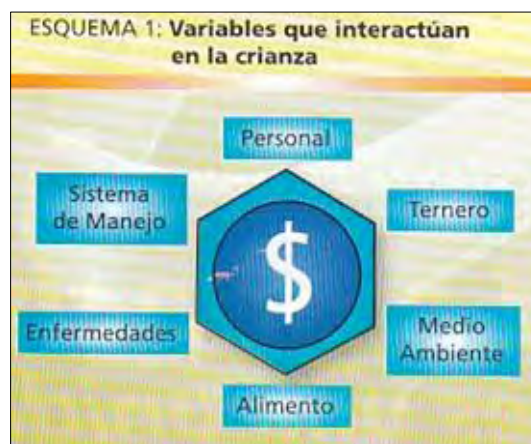 ESQUEMA 1: Variables que interactúan
en la crianza
Personal
Sistema
de Manejo
Ternero
$
Enfermedades
Medio
Ambiente
Alimento